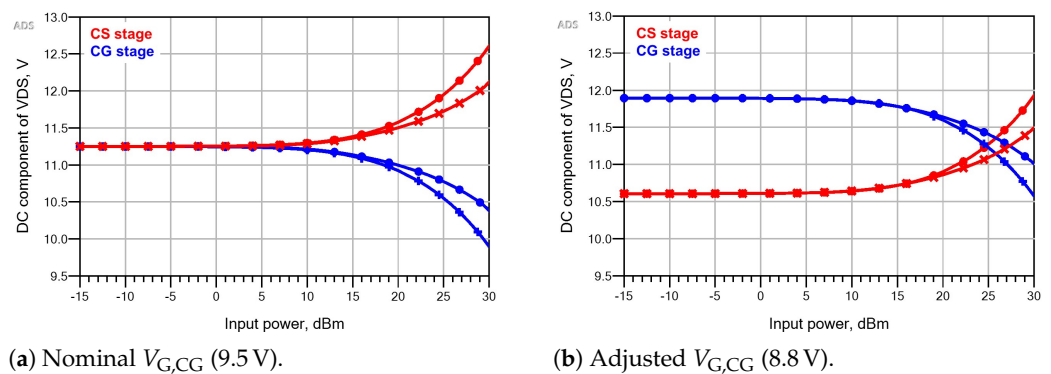 ADS
CS stage
CG stage
DC component of VDS, V
13.0
12.5
12.0
11.5
11.0
10.5
10.0
9.5
-15 -10 -5 0 5 10 15 20 25 30
Input power, dBm
(a) Nominal V_G,CG (9.5 V).
ADS
CS stage
CG stage
DC component of VDS, V
13.0
12.5
12.0
11.5
11.0
10.5
10.0
9.5
-15 -10 -5 0 5 10 15 20 25 30
Input power, dBm
(b) Adjusted V_G,CG (8.8 V).